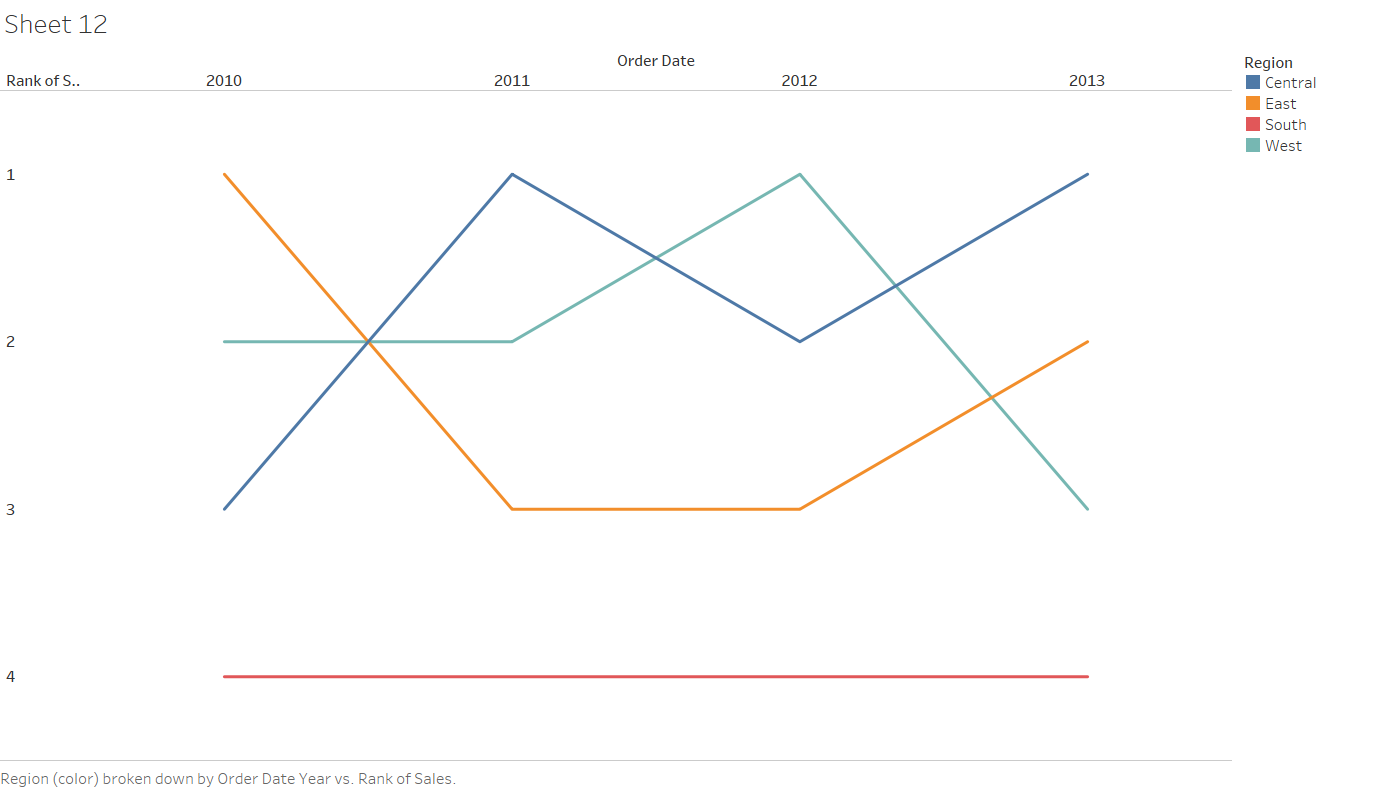 Sheet 12
Order Date
Rank of S.. 2010 2011 2012 2013
1
2
3
4
Region
Central
East
South
West
Region (color) broken down by Order Date Year vs. Rank of Sales.